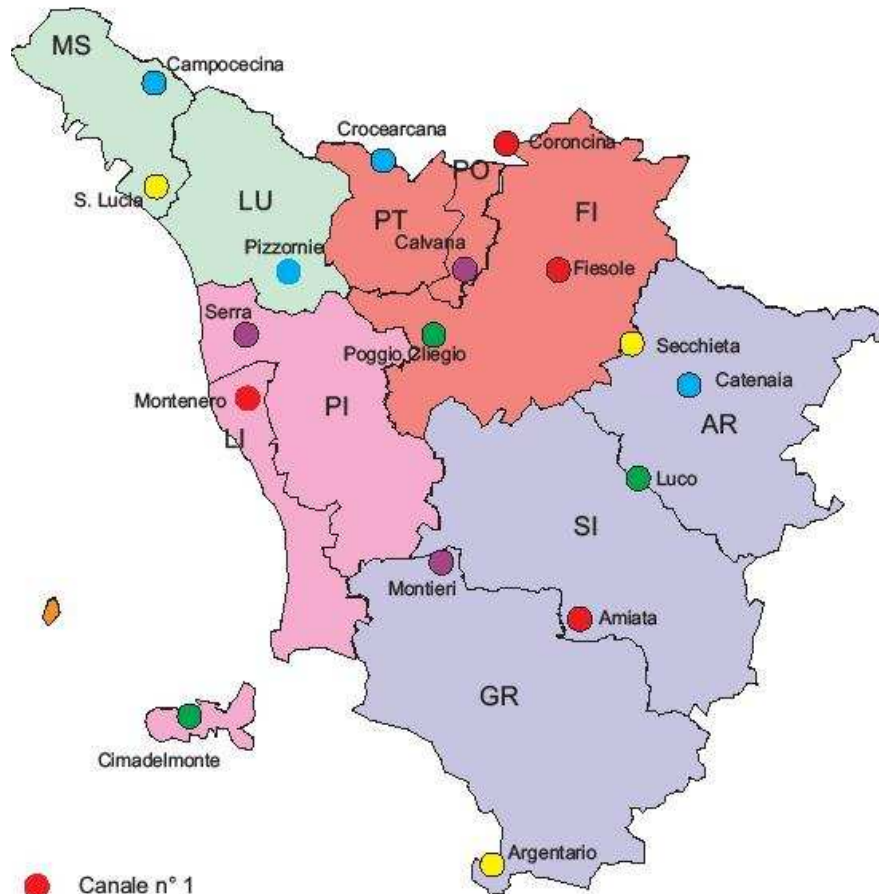 MS
Campocecina
Crocearcana
Coroncina
PO
S. Lucia
LU
PT
FI
Pizzornie
Calvana
Fiesole
Serra
Poggio Cliegio
Secchieta
Catenaia
Montenero
PI
LI
AR
Luco
SI
Montieri
Amiata
GR
Cimadelmonte
Argentario
Canale n° 1